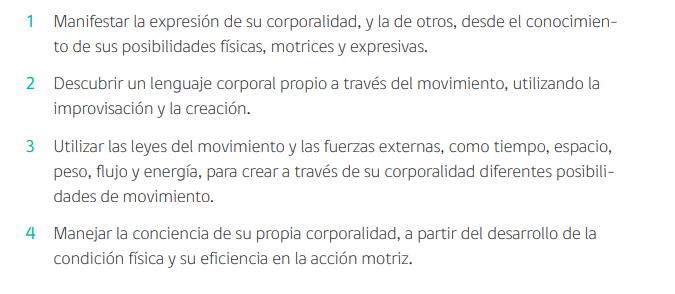 1 Manifestar la expresión de su corporalidad, y la de otros, desde el conocimien-
to de sus posibilidades físicas, motrices y expresivas.
2 Descubrir un lenguaje corporal propio a través del movimiento, utilizando la
improvisación y la creación.
3 Utilizar las leyes del movimiento y las fuerzas externas, como tiempo, espacio,
peso, flujo y energía, para crear a través de su corporalidad diferentes posibili-
dades de movimiento.
4 Manejar la conciencia de su propia corporalidad, a partir del desarrollo de la
condición física y su eficiencia en la acción motriz.